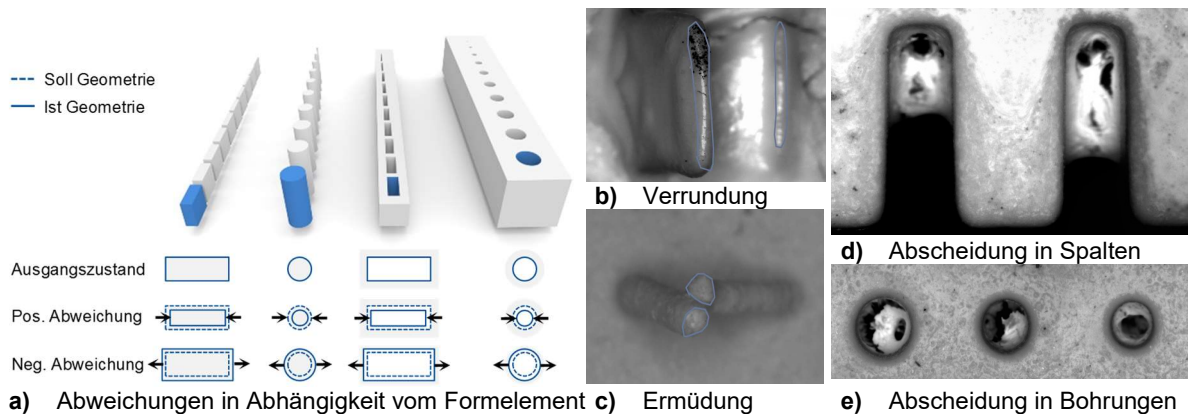 Soll Geometrie
Ist Geometrie
Ausgangszustand
Pos. Abweichung
Neg. Abweichung
a) Abweichungen in Abhängigkeit vom Formelement
b) Verrundung
c) Ermüdung
d) Abscheidung in Spalten
e) Abscheidung in Bohrungen